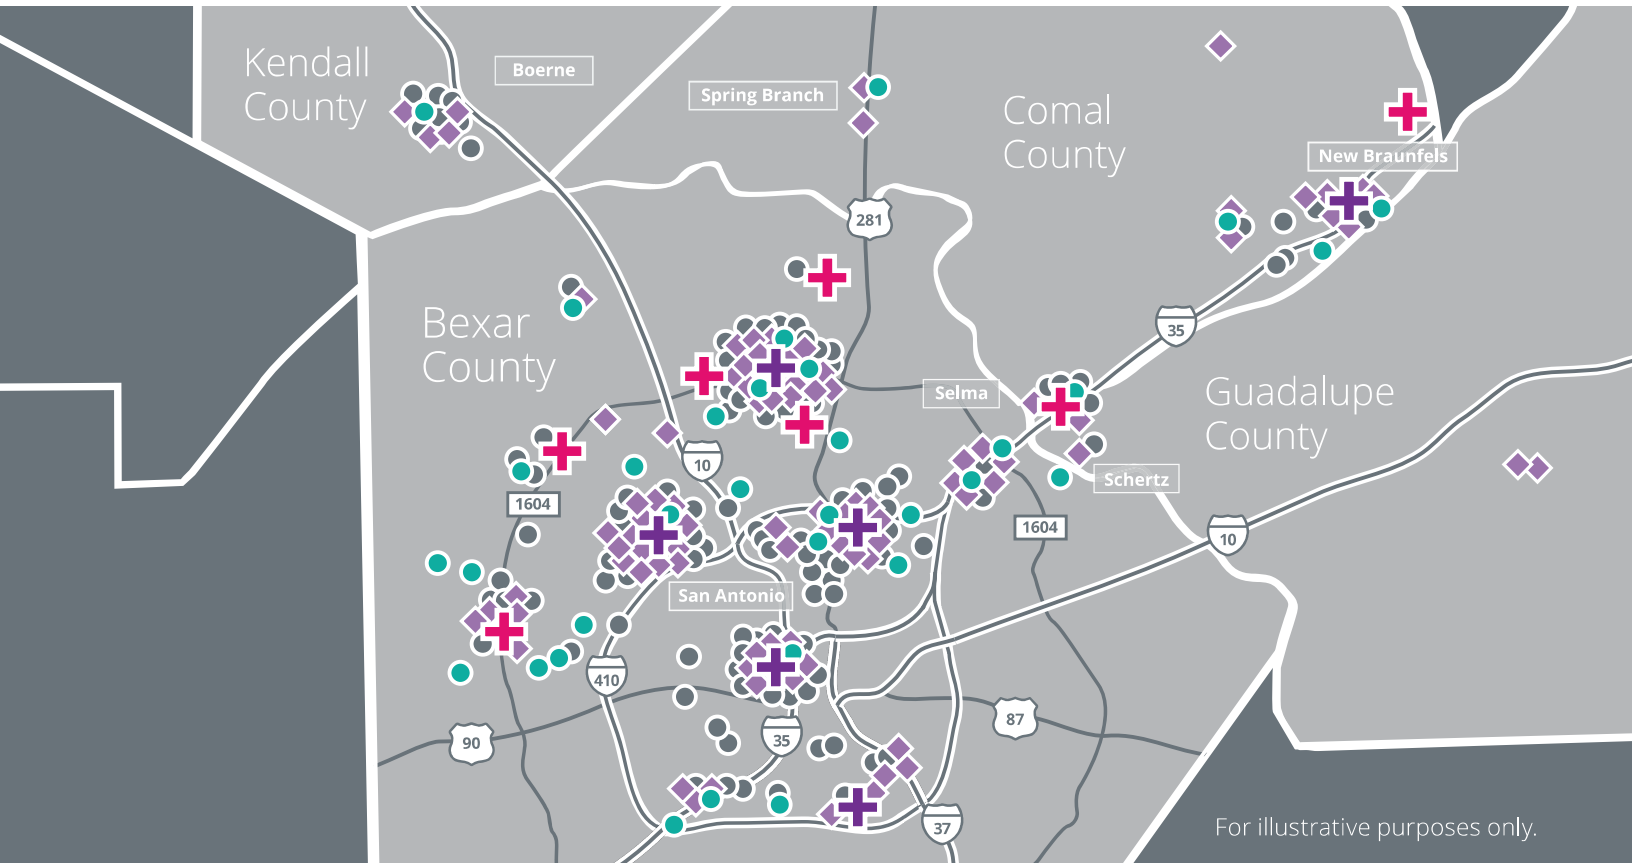 Kendall
County
Boerne
Spring Branch
Comal
County
New Braunfels
281
Bexar
County
35
Selma
Guadalupe
County
10
Schertz
1604
1604
10
San Antonio
410
90
35
87
37
For illustrative purposes only.